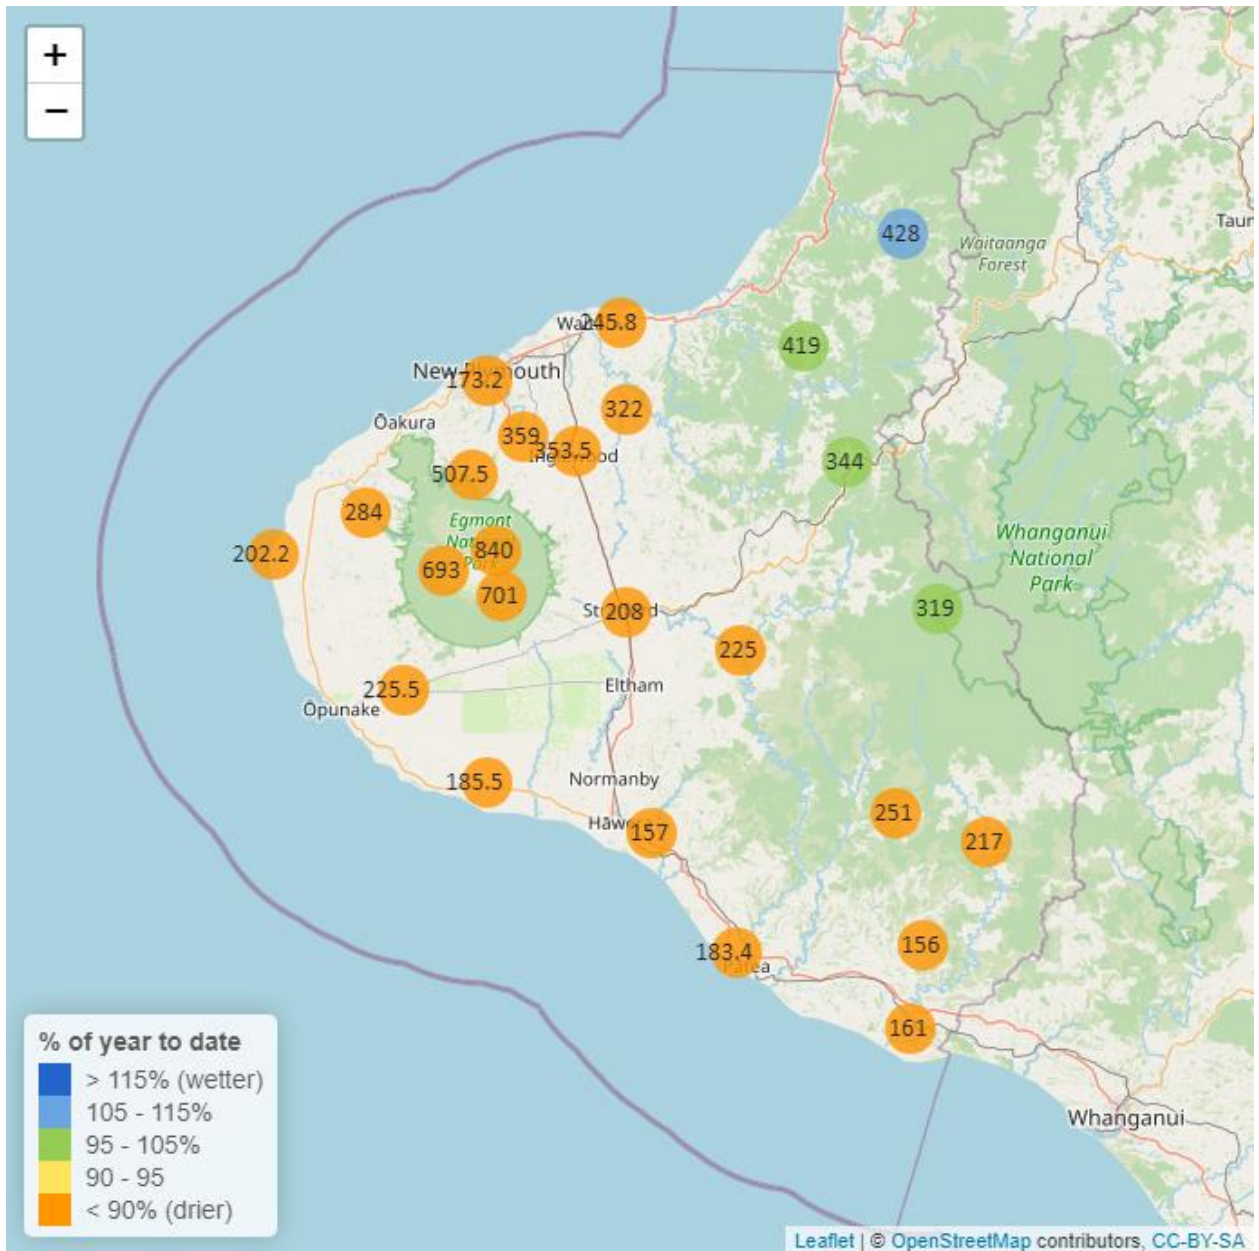 +
−
428
Waitaanga
Forest
Taur
245.8
419
New Plymouth
173.2
322
Ōakura
359
353.5
344
507.5
284
Egmont
840
Whanganui
National
Park
202.2
693
701
319
208
225
225.5
Eltham
Ōpunake
185.5
Normanby
251
157
217
156
183.4
Patea
161
Whanganui
% of year to date
> 115% (wetter)
105 - 115%
95 - 105%
90 - 95
< 90% (drier)
Leaflet | © OpenStreetMap contributors, CC-BY-SA